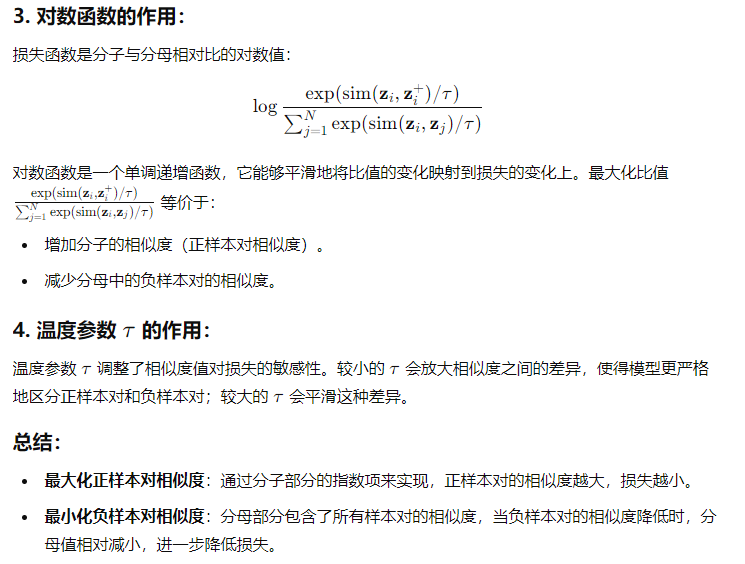 3. 对数函数的作用：
损失函数是分子与分母相对比的对数值：
\log \frac{\exp(\text{sim}(\mathbf{z}_i, \mathbf{z}_i^+)/\tau)}{\sum_{j=1}^{N} \exp(\text{sim}(\mathbf{z}_i, \mathbf{z}_j)/\tau)}
对数函数是一个单调递增函数，它能够平滑地将比值的变化映射到损失的变化上。最大化比值
\frac{\exp(\text{sim}(\mathbf{z}_i, \mathbf{z}_i^+)/\tau)}{\sum_{j=1}^{N} \exp(\text{sim}(\mathbf{z}_i, \mathbf{z}_j)/\tau)} 等价于：
• 增加分子的相似度（正样本对相似度）。
• 减少分母中的负样本对的相似度。
4. 温度参数 τ 的作用：
温度参数 τ 调整了相似度值对损失的敏感性。较小的 τ 会放大相似度之间的差异，使得模型更严格
地区分正样本对和负样本对；较大的 τ 会平滑这种差异。
总结：
• 最大化正样本对相似度：通过分子部分的指数项来实现，正样本对的相似度越大，损失越小。
• 最小化负样本对相似度：分母部分包含了所有样本对的相似度，当负样本对的相似度降低时，分
母值相对减小，进一步降低损失。